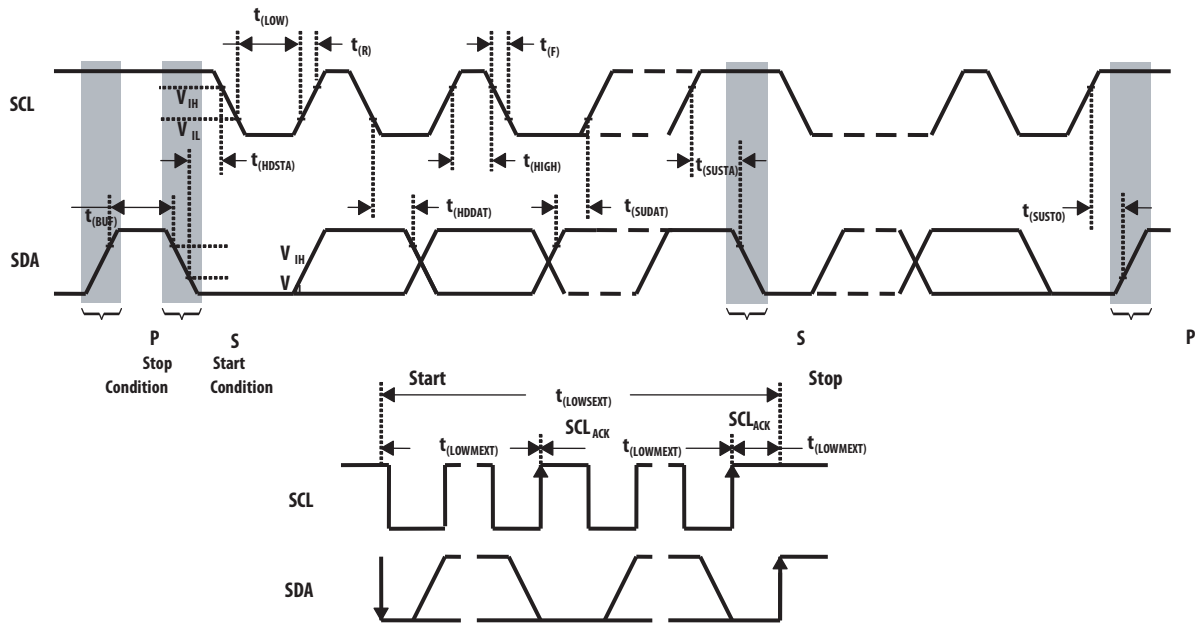 t(LOW)
t(R)
t(F)
SCL
VIH
VIL
t(HDSTA)
t(HIGH)
t(SUSTA)
t(BUF)
t(HDDAT)
t(SUDAT)
t(SUSTO)
SDA
VIH
V
P
S
S
P
Stop
Start
Condition
Condition
Start
Stop
t(LOWSEXT)
SCLACK
SCLACK
t(LOWMEXT)
t(LOWMEXT)
t(LOWMEXT)
SCL
SDA